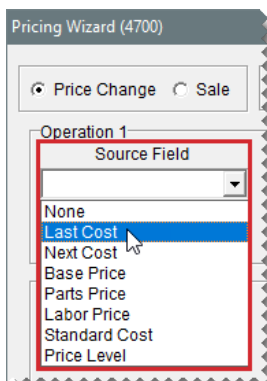 Pricing Wizard (4700)
Price Change Sale
Operation 1
Source Field
None
Last Cost
Next Cost
Base Price
Parts Price
Labor Price
Standard Cost
Price Level